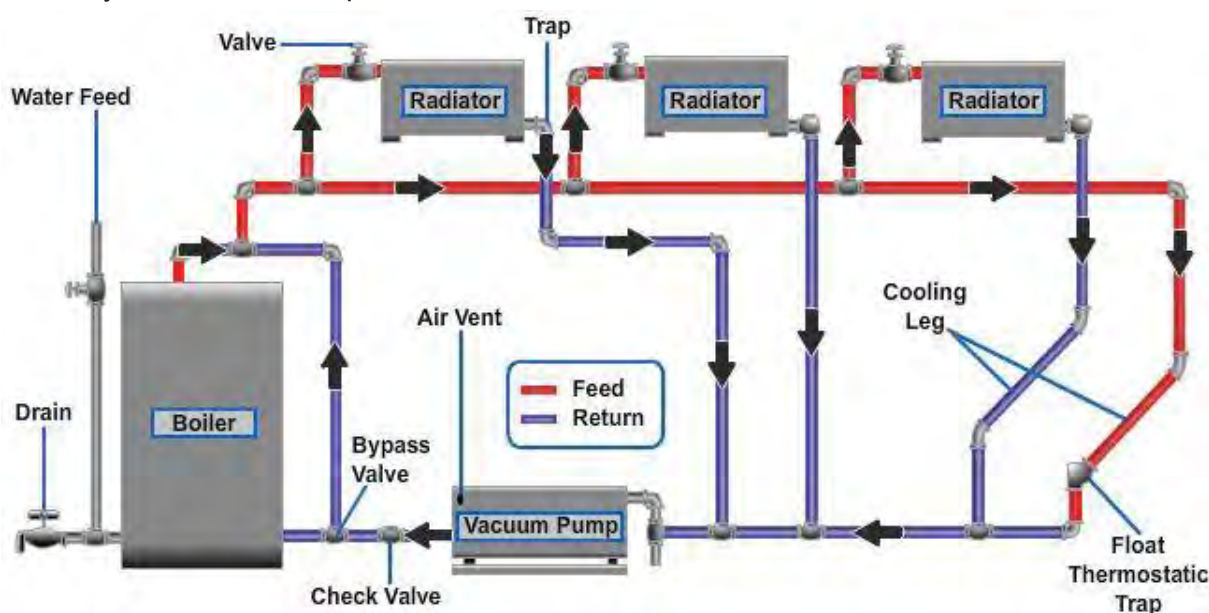 Valve
Trap
Water Feed
Radiator
Radiator
Radiator
Air Vent
Cooling
Leg
Feed
Return
Drain
Boiler
Bypass
Valve
Vacuum Pump
Check Valve
Float
Thermostatic
Trap